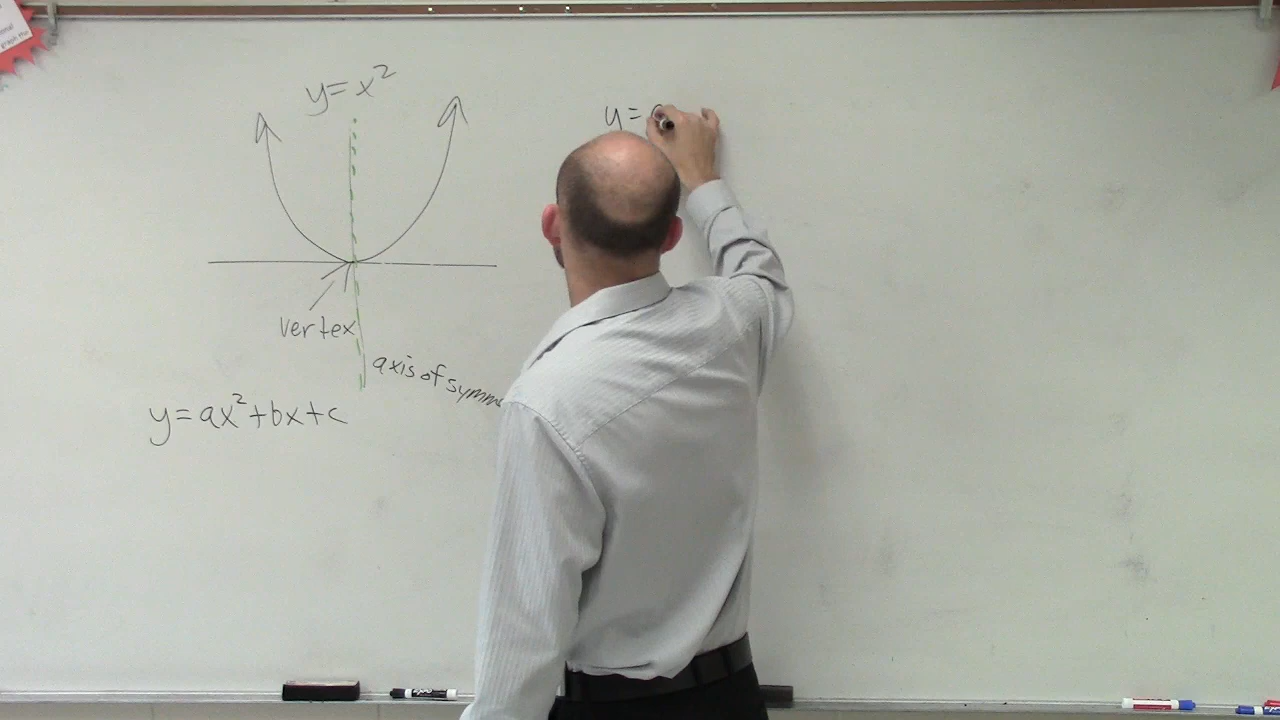 y=x²
y=
vertex
axis of symm
y=ax²+bx+c